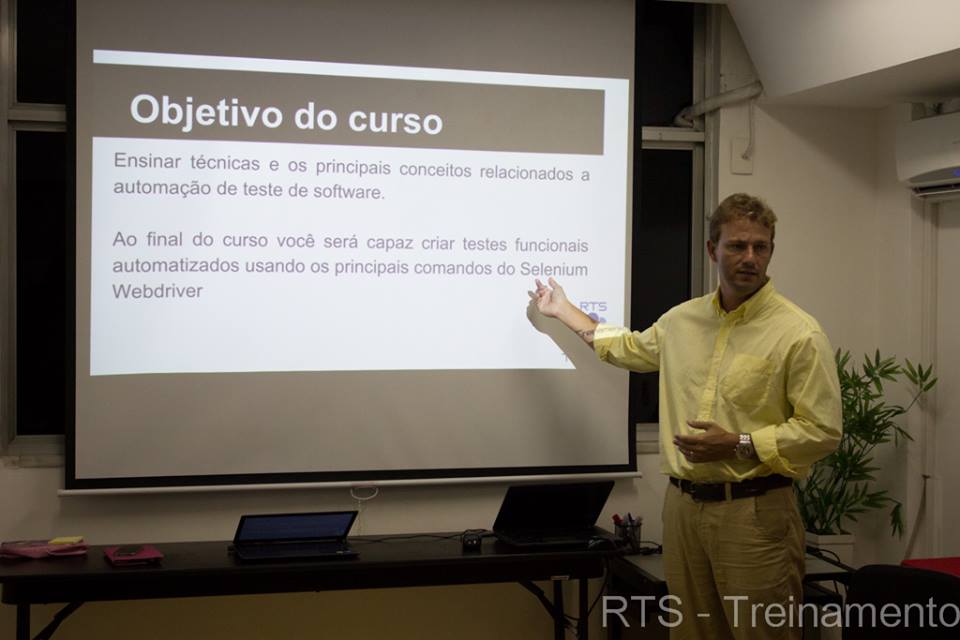 Objetivo do curso
Ensinar técnicas e os principais conceitos relacionados a
automação de teste de software.
Ao final do curso você será capaz criar testes funcionais
automatizados usando os principais comandos do Selenium
Webdriver
RTS
RTS - Treinamento